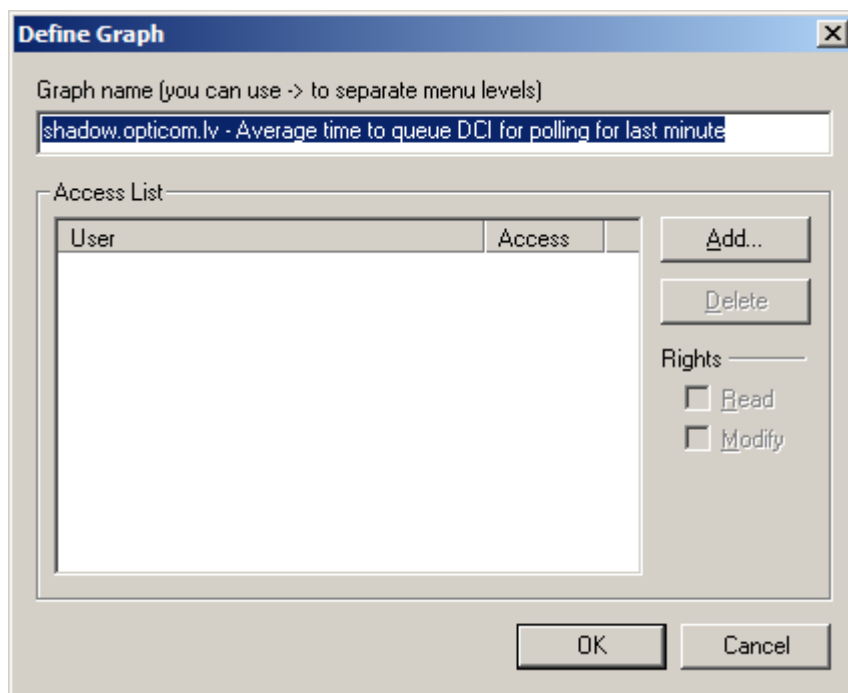 Define Graph
Graph name (you can use -> to separate menu levels)
shadow.opticom.lv - Average time to queue DCI for polling for last minute
Access List
User Access
Add...
Delete
Rights
Read
Modify
OK Cancel